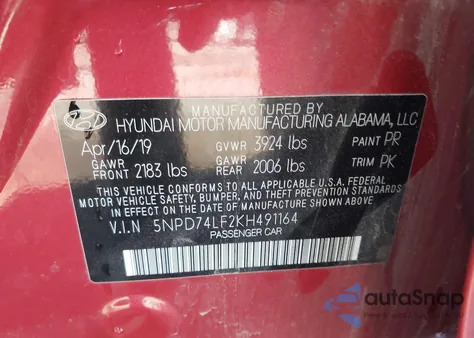 MANUFACTURED BY
HYUNDAI MOTOR MANUFACTURING ALABAMA, LLC
Apr/16/19 GVWR 3924 lbs PAINT PR
GAWR FRONT 2183 lbs GAWR REAR 2006 lbs TRIM PK
THIS VEHICLE CONFORMS TO ALL APPLICABLE U.S.A. FEDERAL
MOTOR VEHICLE SAFETY, BUMPER, AND THEFT PREVENTION STANDARDS
IN EFFECT ON THE DATE OF MANUFACTURE SHOWN ABOVE.
V.I.N 5NPD74LF2KH491164
PASSENGER CAR
autoSnap